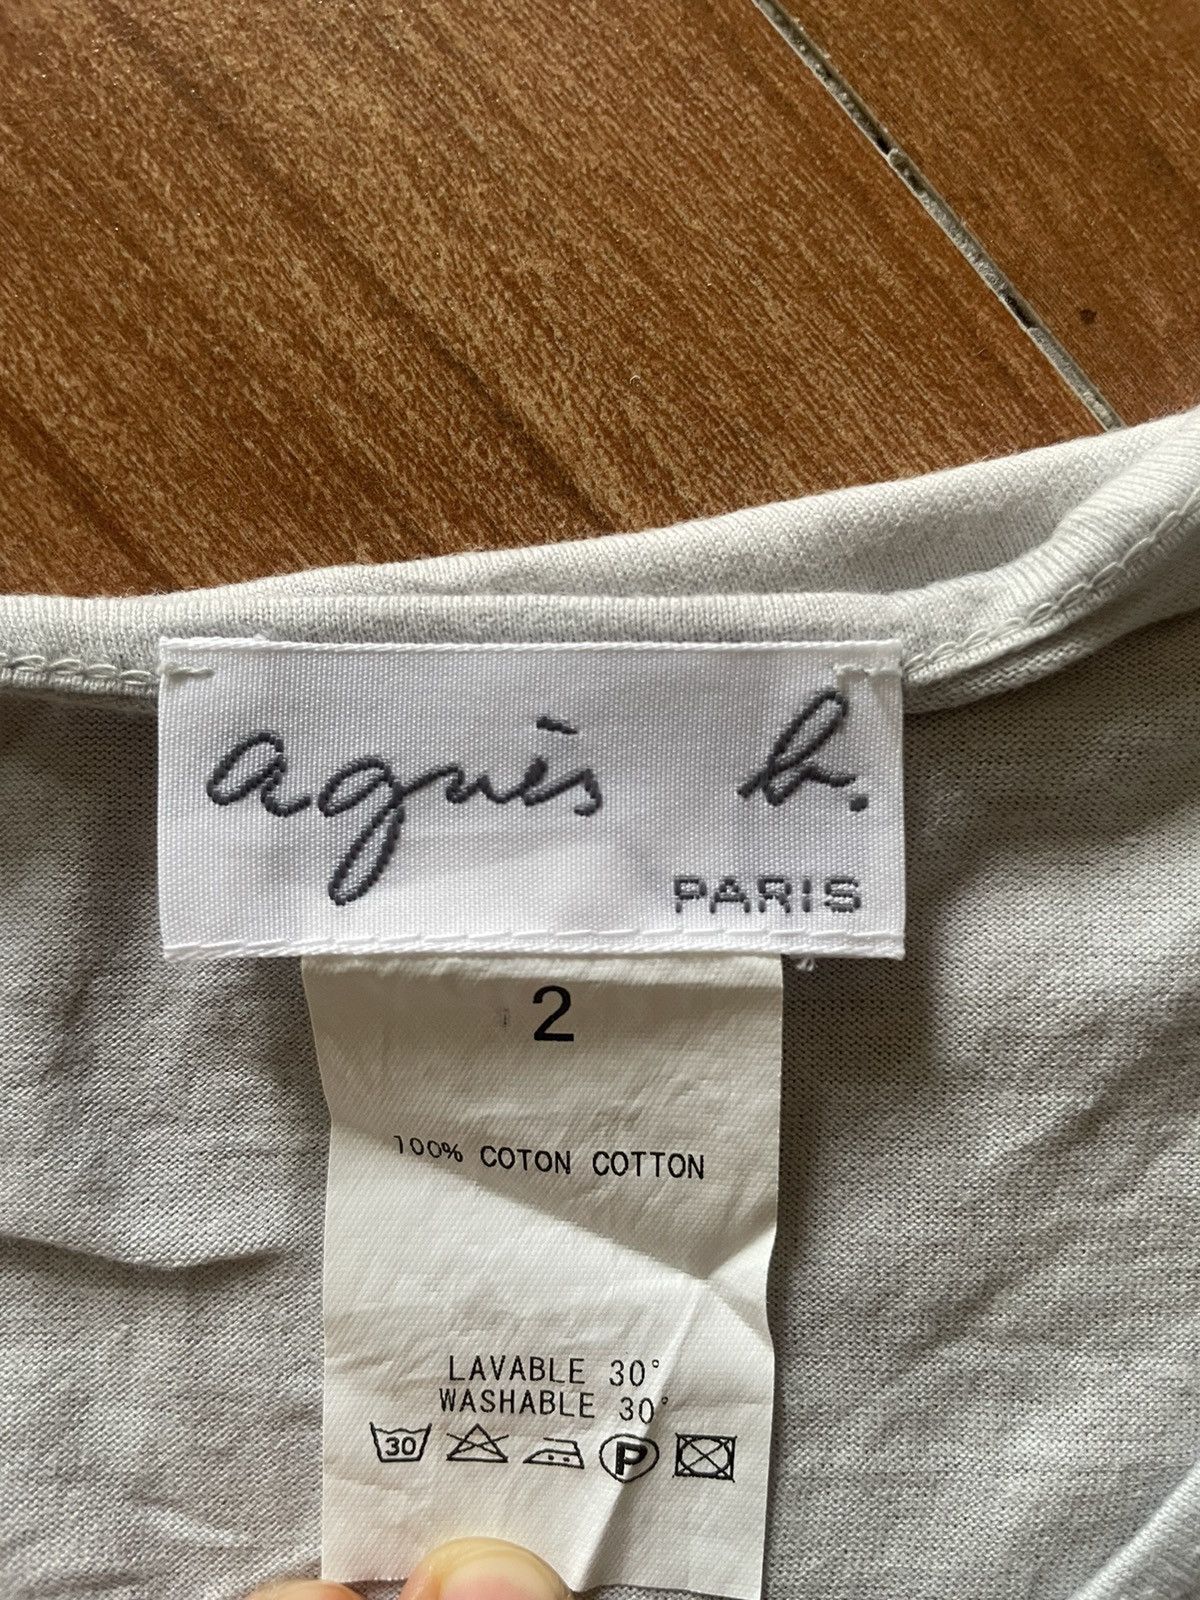 agnès b.
PARIS
2
100% COTON COTTON
LAVABLE 30°
WASHABLE 30°
30 P